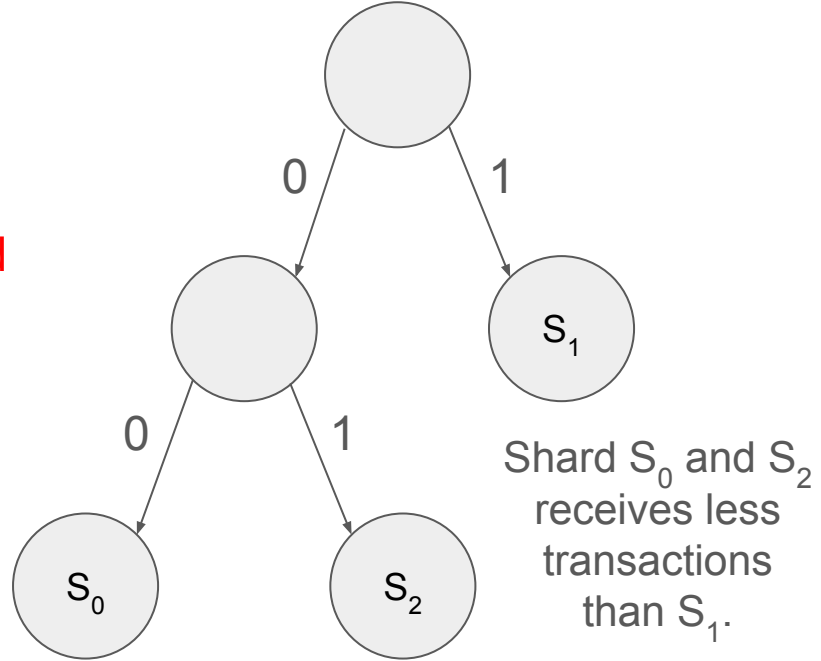 0
1
S₁
0
1
Shard S₀ and S₂
receives less
transactions
than S₁.
S₀
S₂